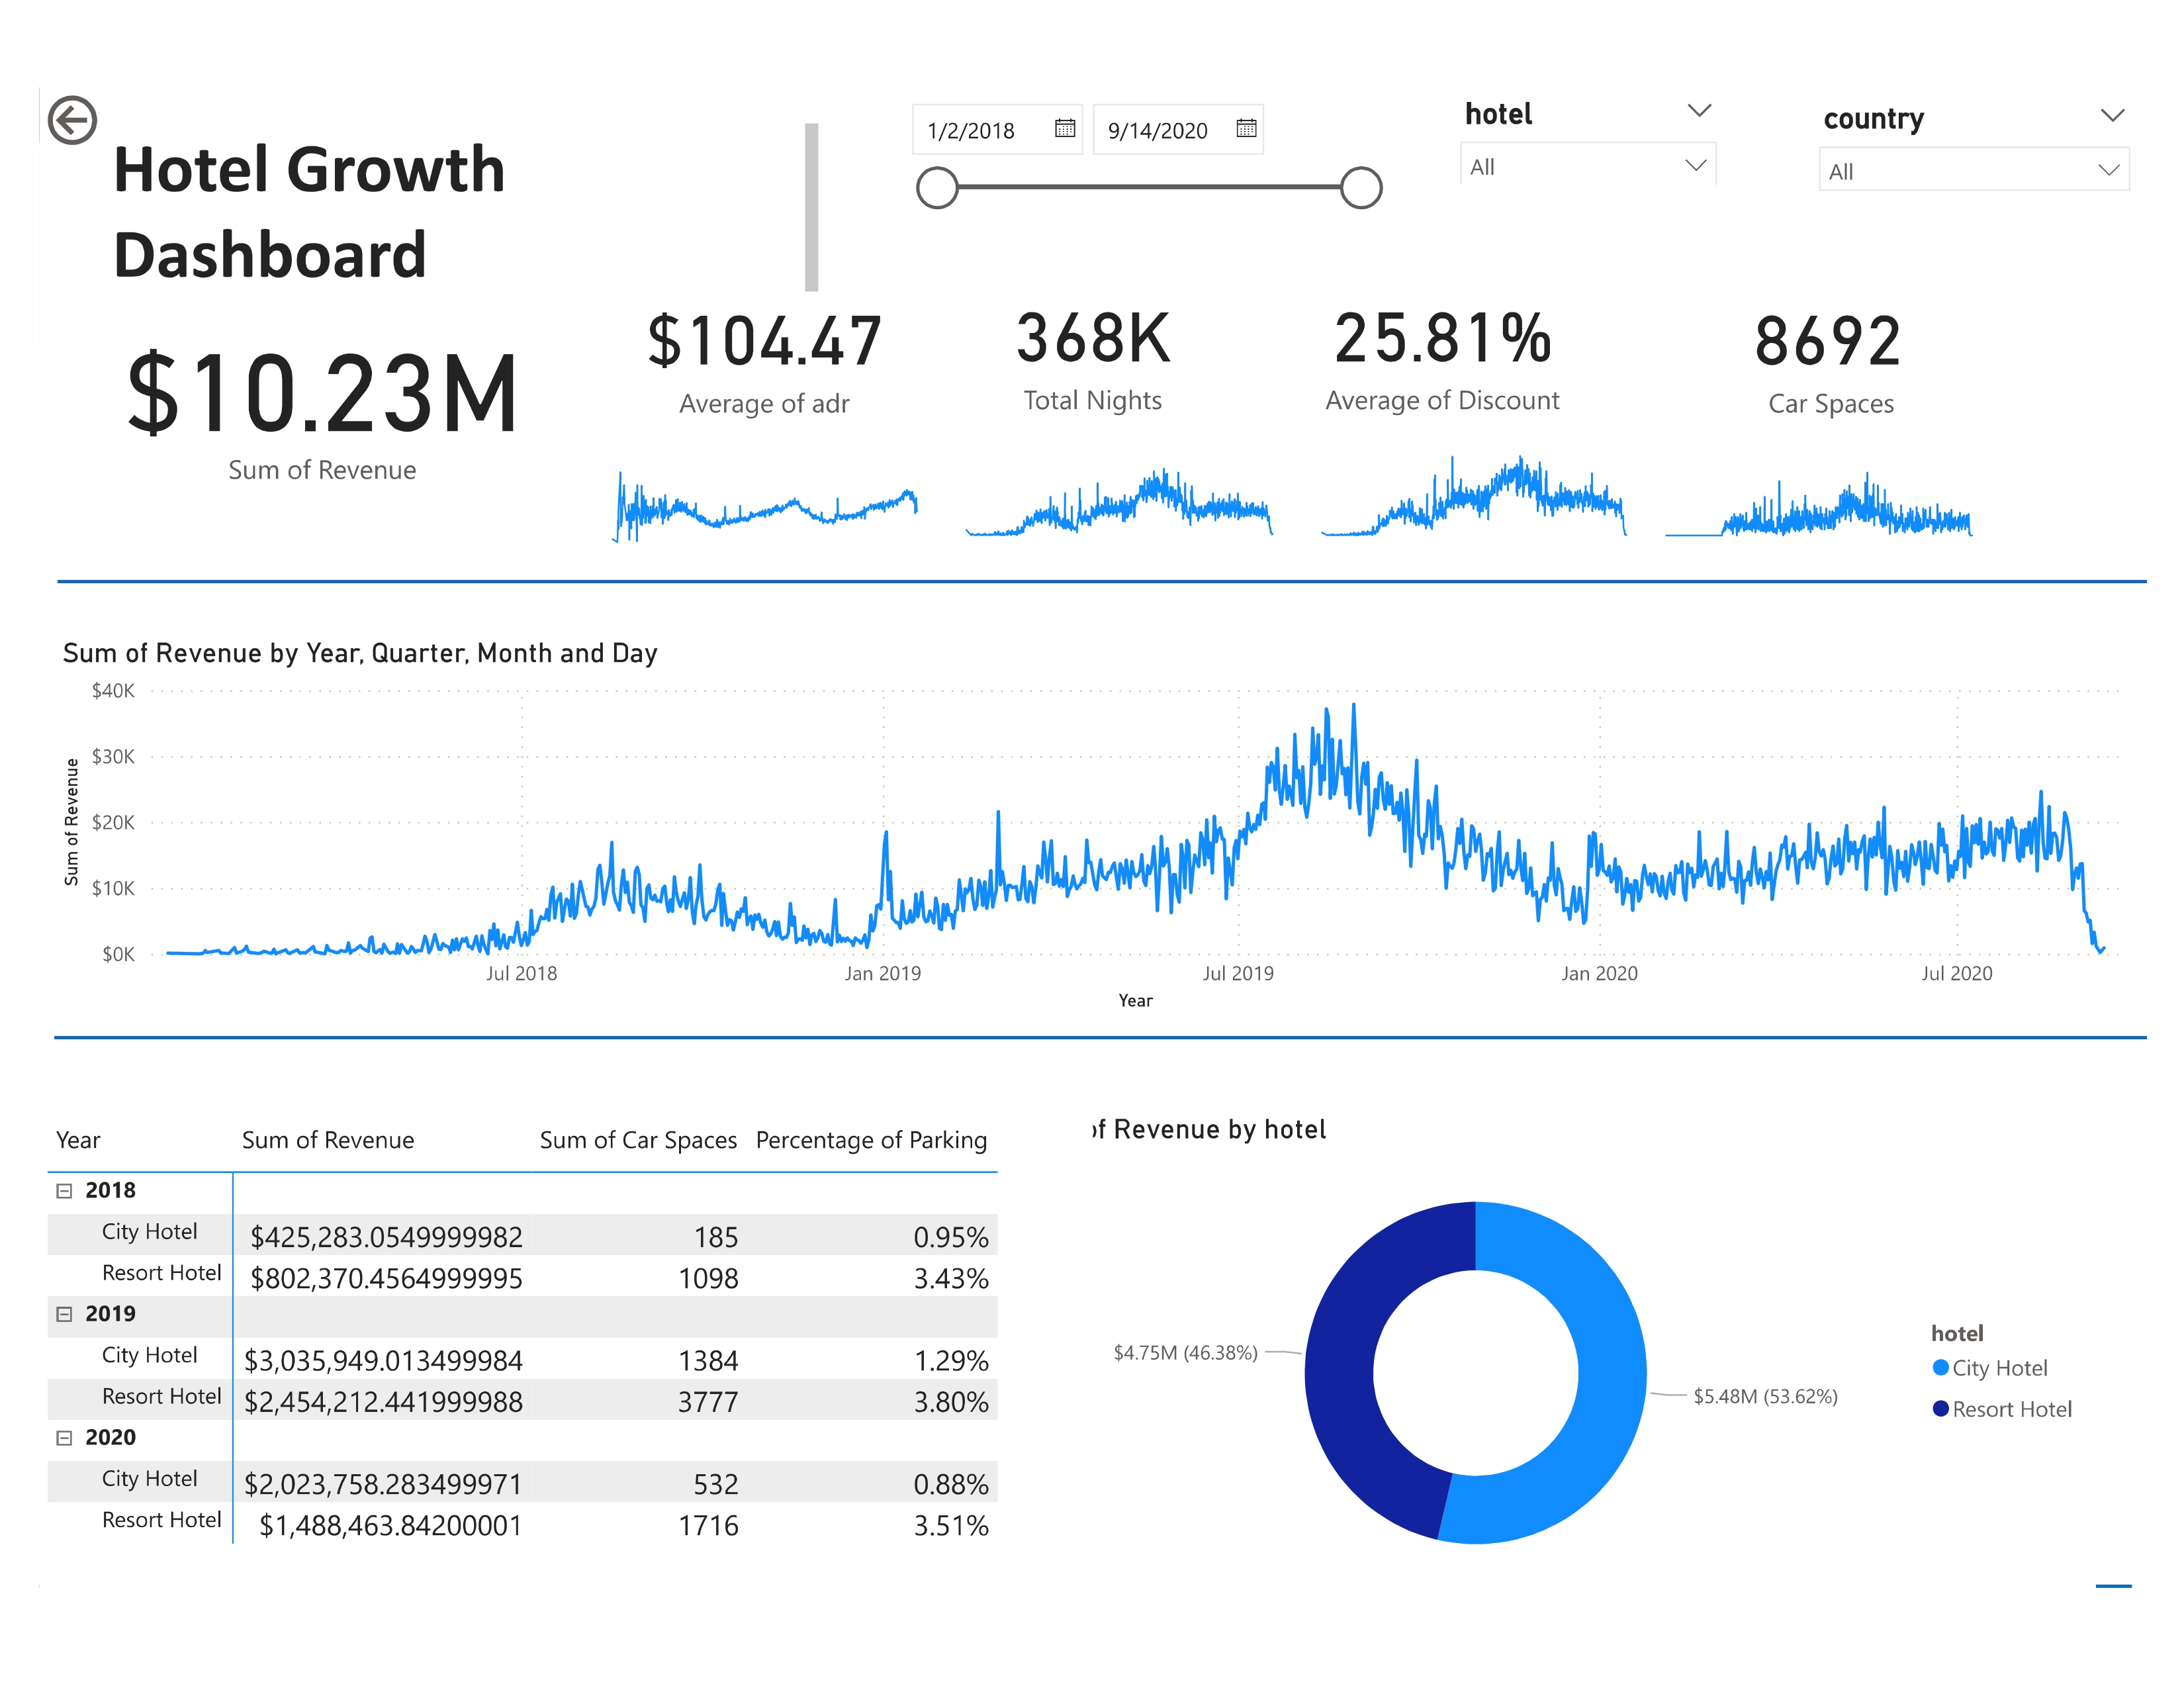 Hotel Growth
Dashboard
1/2/2018
9/14/2020
hotel
All
country
All
$10.23M
Sum of Revenue
$104.47
Average of adr
368K
Total Nights
25.81%
Average of Discount
8692
Car Spaces
Sum of Revenue by Year, Quarter, Month and Day
Sum of Revenue
$40K
$30K
$20K
$10K
$0K
Jul 2018 Jan 2019 Jul 2019 Jan 2020 Jul 2020
Year
Year Sum of Revenue Sum of Car Spaces Percentage of Parking
2018
City Hotel $425,283.0549999982 185 0.95%
Resort Hotel $802,370.4564999995 1098 3.43%
2019
City Hotel $3,035,949.013499984 1384 1.29%
Resort Hotel $2,454,212.441999988 3777 3.80%
2020
City Hotel $2,023,758.283499971 532 0.88%
Resort Hotel $1,488,463.84200001 1716 3.51%
f Revenue by hotel
$4.75M (46.38%)
$5.48M (53.62%)
hotel
City Hotel
Resort Hotel